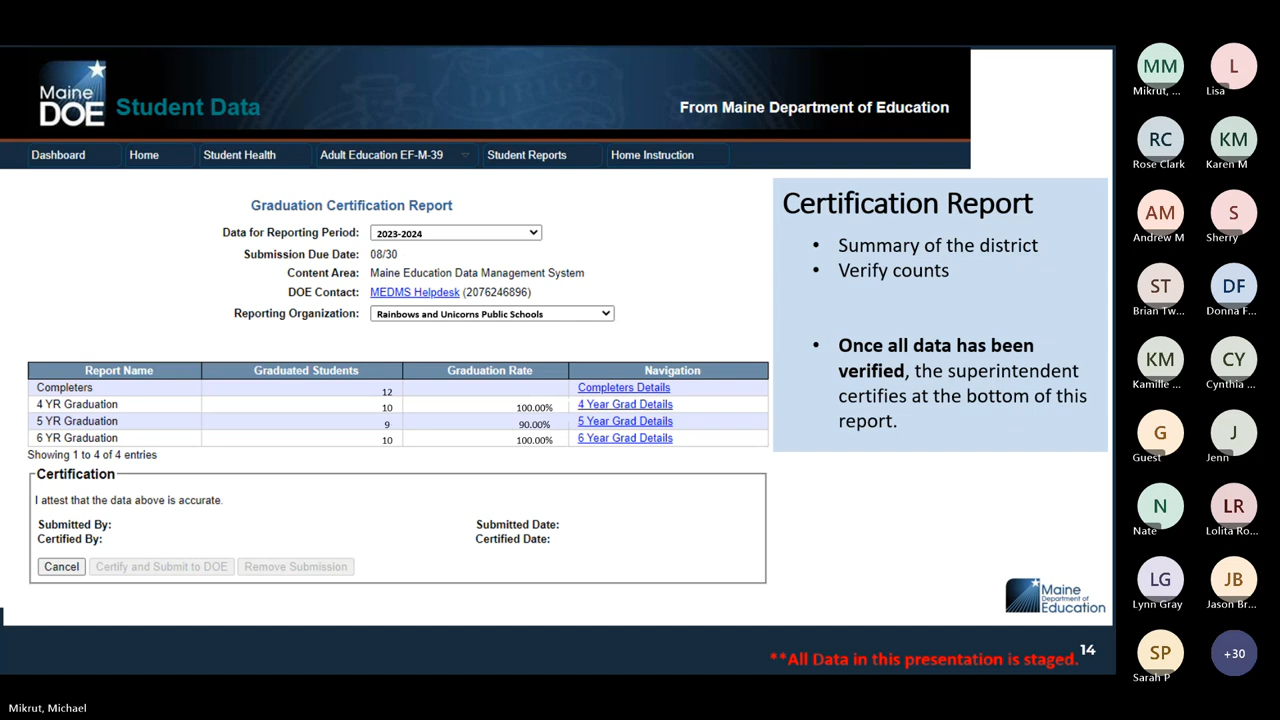 Maine
DOE
Student Data
From Maine Department of Education
Dashboard
Home
Student Health
Adult Education EF-M-39
Student Reports
Home Instruction
Graduation Certification Report
Data for Reporting Period: 2023-2024
Submission Due Date: 08/30
Content Area: Maine Education Data Management System
DOE Contact: MEDMS Helpdesk (2076246896)
Reporting Organization: Rainbows and Unicorns Public Schools
Report Name Graduated Students Graduation Rate Navigation
Completers 12 Completers Details
4 YR Graduation 10 100.00% 4 Year Grad Details
5 YR Graduation 9 90.00% 5 Year Grad Details
6 YR Graduation 10 100.00% 6 Year Grad Details
Showing 1 to 4 of 4 entries
Certification
I attest that the data above is accurate.
Submitted By: Submitted Date:
Certified By: Certified Date:
Cancel Certify and Submit to DOE Remove Submission
Certification Report
• Summary of the district
• Verify counts
• Once all data has been
verified, the superintendent
certifies at the bottom of this
report.
Maine
Department of
Education
**All Data in this presentation is staged.
14
MM
Mikrut, ...
L
Lisa
RC
Rose Clark
KM
Karen M
AM
Andrew M
S
Sherry
ST
Brian Tw...
DF
Donna F...
KM
Kamille ...
CY
Cynthia ...
G
Guest
J
Jenn
N
Nate
LR
Lolita Ro...
LG
Lynn Gray
JB
Jason Br...
SP
Sarah P
+30
Mikrut, Michael